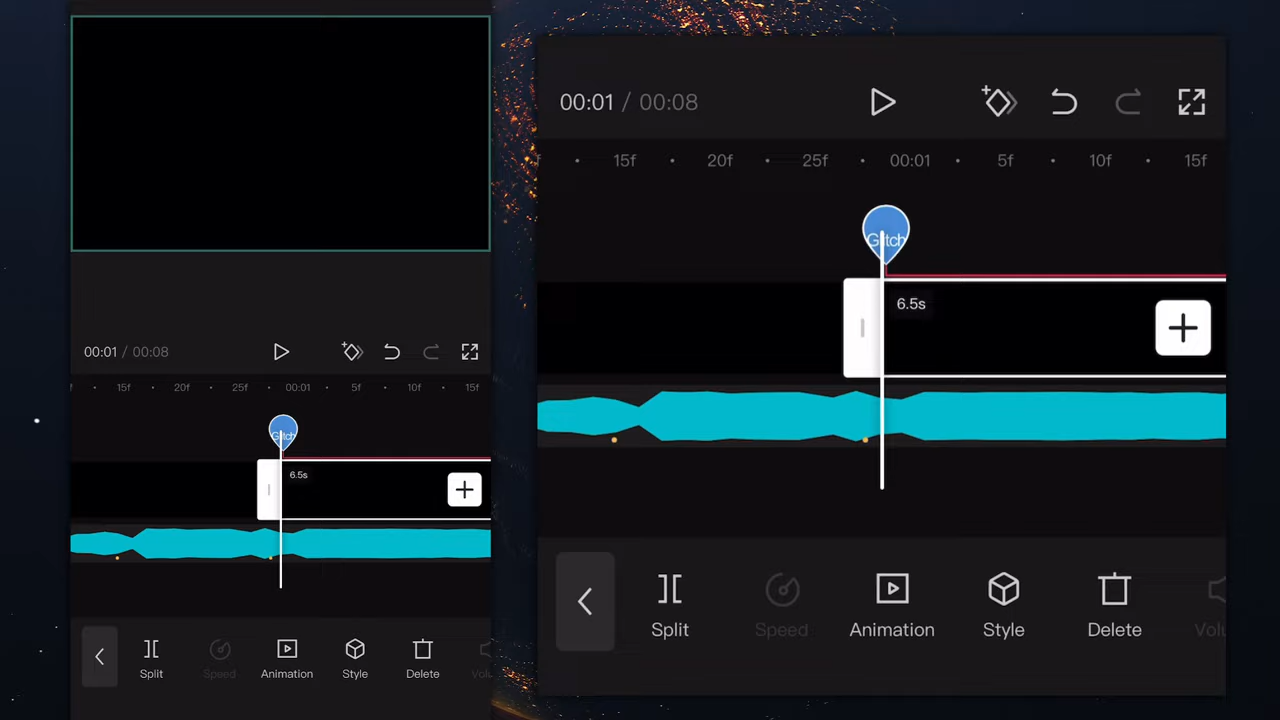 00:01 / 00:08
15f 20f 25f 00:01 5f 10f 15f
Glitch
6.5s
Split Speed Animation Style Delete
00:01 / 00:08
15f 20f 25f 00:01 5f 10f 15f
Glitch
6.5s
Split Speed Animation Style Delete